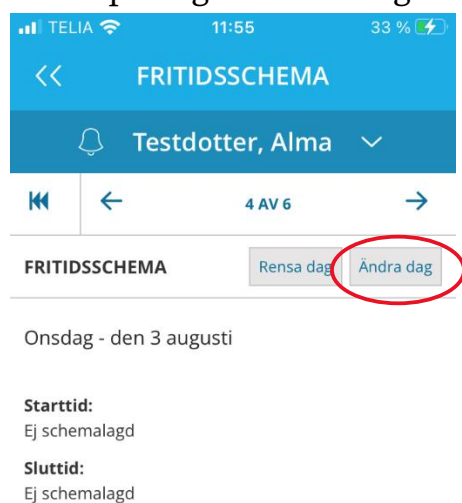 TELIA 11:55 33 %
<< FRITIDSSCHEMA
Testdotter, Alma
4 AV 6
FRITIDSSCHEMA Rensa dag Ändra dag
Onsdag - den 3 augusti
Starttid:
Ej schemalagd
Sluttid:
Ej schemalagd